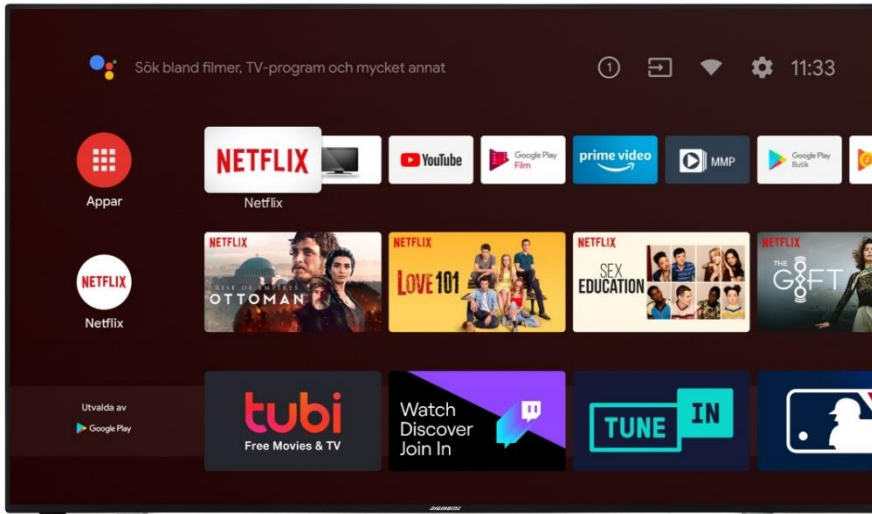 Sök bland filmer, TV-program och mycket annat
1
11:33
Appar
NETFLIX
YouTube
Google Play
Film
prime video
MMP
Google Play
Butik
Netflix
NETFLIX
Netflix
NETFLIX
RISE OF EMPIRES
OTTOMAN
NETFLIX
LOVE 101
NETFLIX
SEX
EDUCATION
NETFLIX
THE
GIFT
Utvalda av
Google Play
tubi
Free Movies & TV
Watch
Discover
Join In
TUNE IN